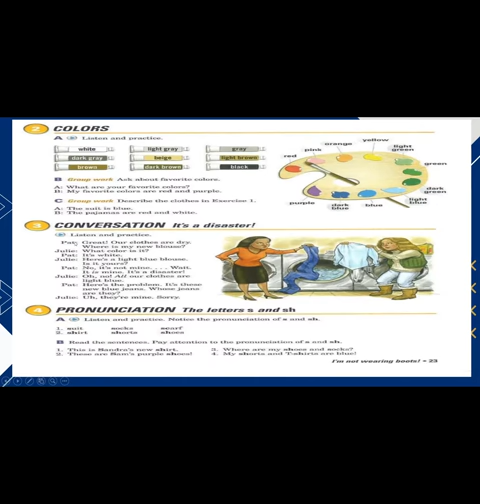 2 COLORS
A Listen and practice.
white light gray gray
dark gray beige light brown
brown dark brown black
red pink orange yellow light green green dark green light blue blue dark blue purple
B Group work Ask about favorite colors.
A: What are your favorite colors?
B: My favorite colors are red and purple.
C Group work Describe the clothes in Exercise 1.
A: The suit is blue.
B: The pajamas are red and white.
3 CONVERSATION It's a disaster!
Listen and practice.
Pat: Great! Our clothes are dry.
Where is my new blouse?
Julie: What color is it?
Pat: It's white.
Julie: Here's a light blue blouse.
Is it yours?
Pat: No, it's not mine. . . . Wait.
It is mine. It's a disaster!
Julie: Oh, no! All our clothes are
light blue.
Pat: Here's the problem. It's these
new blue jeans. Whose jeans
are they?
Julie: Uh, they're mine. Sorry.
4 PRONUNCIATION The letters s and sh
A Listen and practice. Notice the pronunciation of s and sh.
1. suit socks scarf
2. shirt shorts shoes
B Read the sentences. Pay attention to the pronunciation of s and sh.
1. This is Sandra's new shirt.
2. These are Sam's purple shoes!
3. Where are my shoes and socks?
4. My shorts and T-shirts are blue!
I'm not wearing boots! • 23